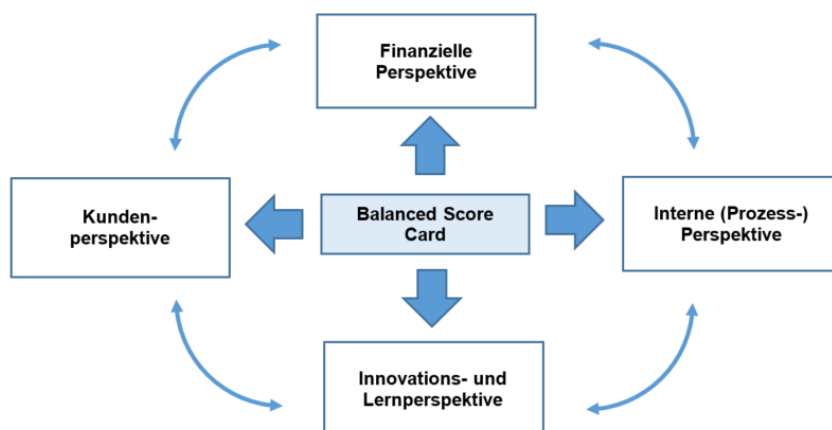 Finanzielle
Perspektive
Kunden-
perspektive
Balanced Score
Card
Interne (Prozess-)
Perspektive
Innovations- und
Lernperspektive